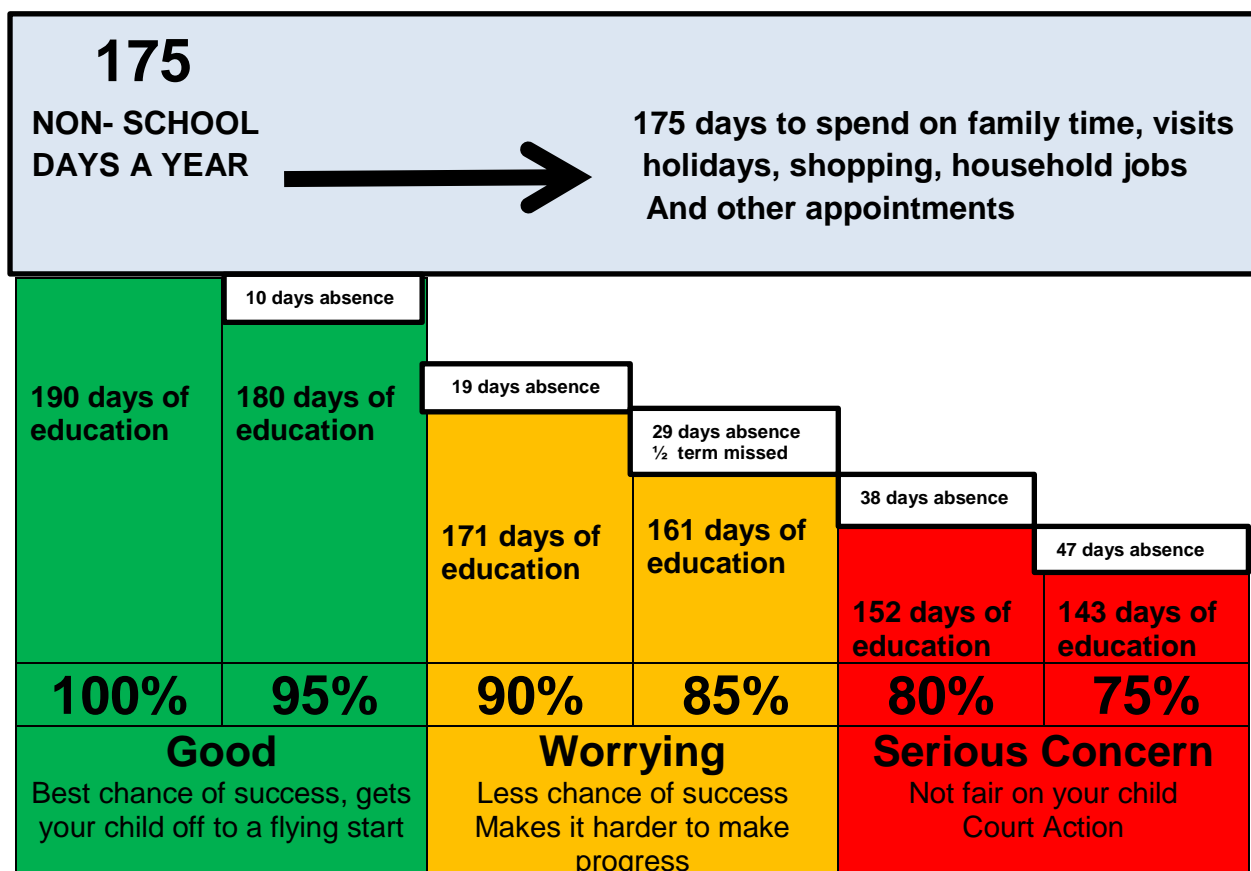 175
NON- SCHOOL
DAYS A YEAR
175 days to spend on family time, visits
holidays, shopping, household jobs
And other appointments
10 days absence
190 days of
education
180 days of
education
19 days absence
29 days absence
½ term missed
171 days of
education
161 days of
education
38 days absence
47 days absence
152 days of
education
143 days of
education
100%
95%
90%
85%
80%
75%
Good
Best chance of success, gets
your child off to a flying start
Worrying
Less chance of success
Makes it harder to make
progress
Serious Concern
Not fair on your child
Court Action